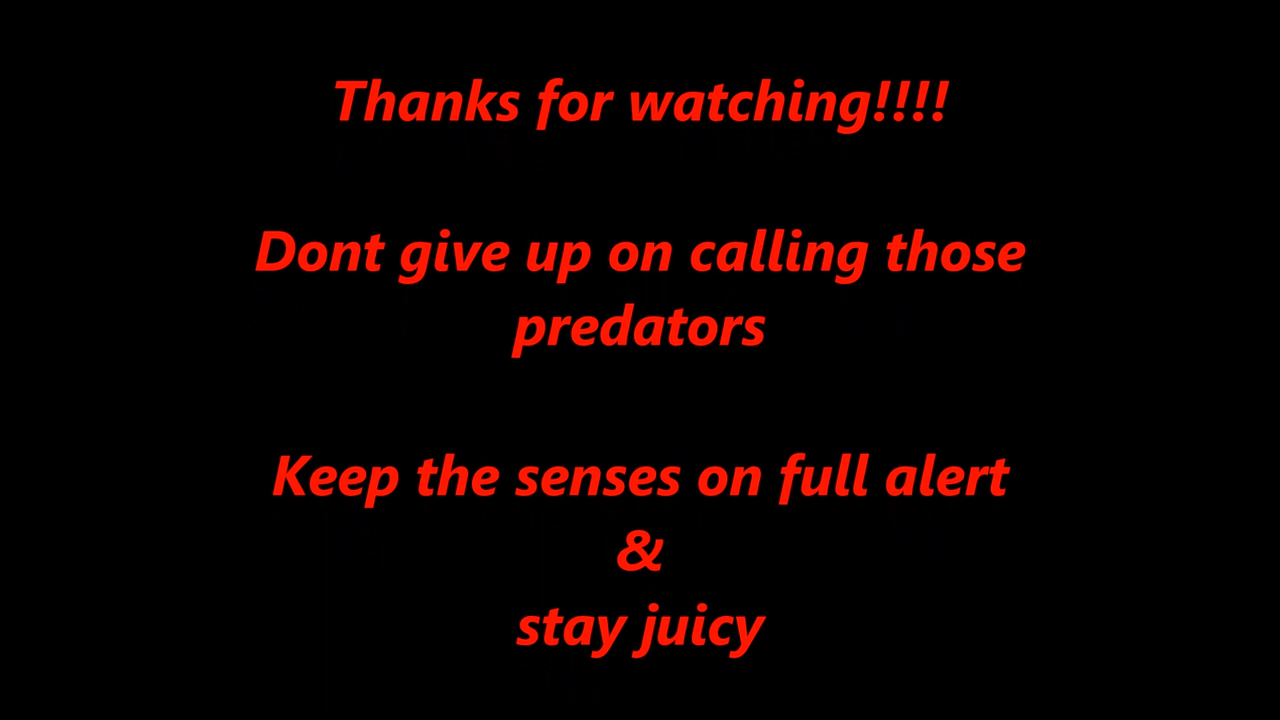 Thanks for watching!!!!
Dont give up on calling those
predators
Keep the senses on full alert
&
stay juicy